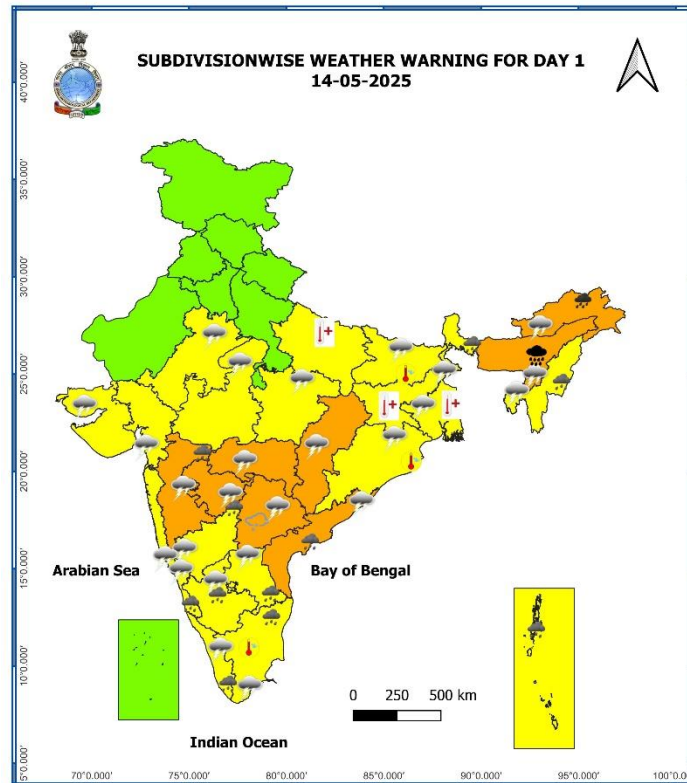 SUBDIVISIONWISE WEATHER WARNING FOR DAY 1
14-05-2025
40°0.000'
35°0.000'
30°0.000'
25°0.000'
20°0.000'
15°0.000'
10°0.000'
5°0.000'
Arabian Sea
Bay of Bengal
0 250 500 km
Indian Ocean
70°0.000' 75°0.000' 80°0.000' 85°0.000' 90°0.000' 95°0.000' 100°0.0